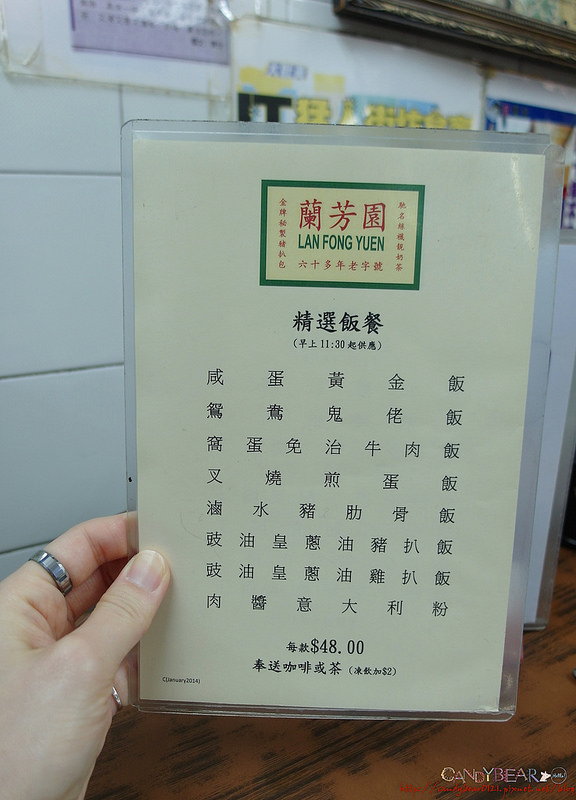 猛人街坊
金牌秘製豬扒包
蘭芳園
馳名絲襪靚奶茶
LAN FONG YUEN
六十多年老字號
精選飯餐
(早上 11:30 起供應)
咸蛋黃金飯
鴛鴦鬼佬飯
窩蛋免治牛肉飯
叉燒煎蛋飯
滷水豬肋骨飯
豉油皇蔥油豬扒飯
豉油皇蔥油雞扒飯
肉醬意大利粉
每款$48.00
奉送咖啡或茶 (凍飲加$2)
C(January2014)
CANDYBEAR